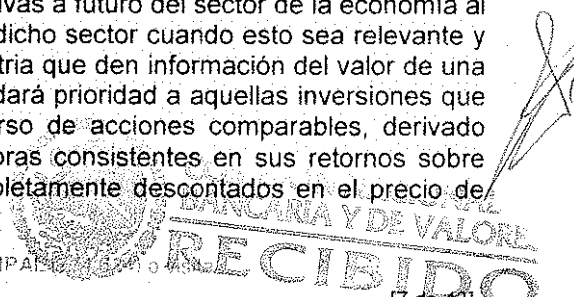 ivas a futuro del sector de la economía al
dicho sector cuando esto sea relevante y
tria que den información del valor de una
dará prioridad a aquellas inversiones que
rso de acciones comparables, derivado
oras consistentes en sus retornos sobre
pletamente descontados en el precio de
BANCARIA Y DE VALORES
RECIBIDO